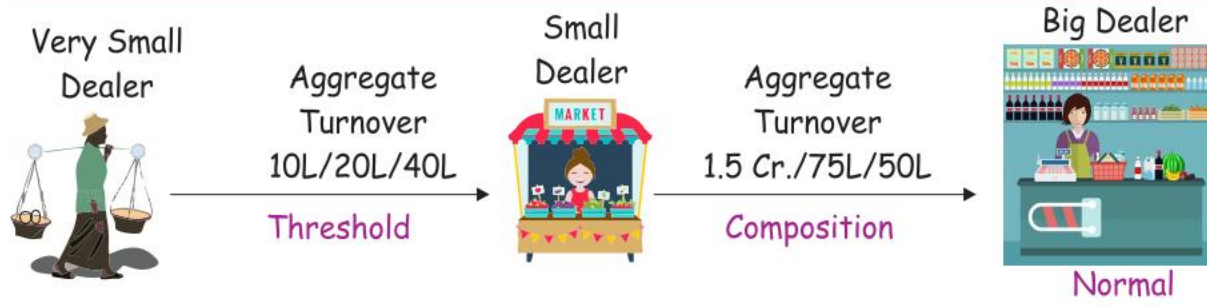 Very Small
Dealer
Aggregate
Turnover
10L/20L/40L
Threshold
Small
Dealer
MARKET
Aggregate
Turnover
1.5 Cr./75L/50L
Composition
Big Dealer
Normal